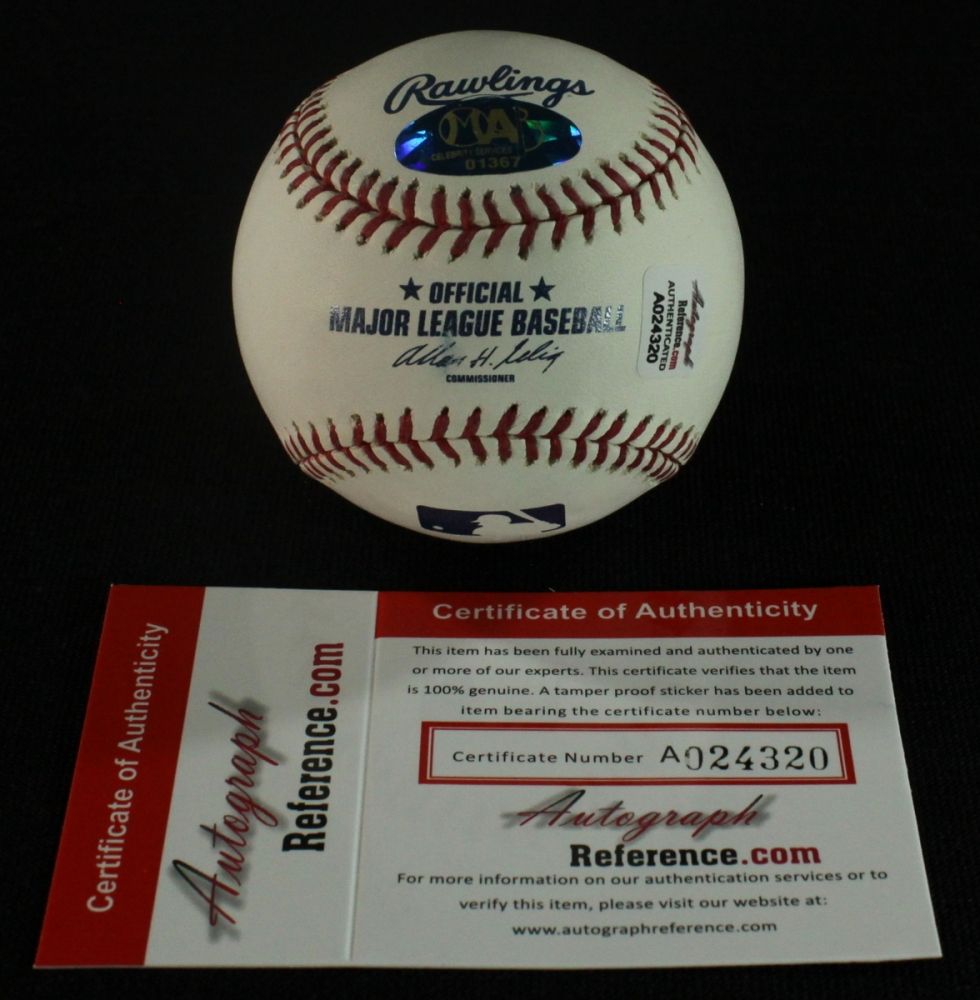 Rawlings
MAB
CELEBRITY SERVICES
01367
★ OFFICIAL ★
MAJOR LEAGUE BASEBALL
Allan H. Selig
COMMISSIONER
Autograph
Reference.com
AUTHENTICATED
A024320
Certificate of Authenticity
Autograph
Reference.com
Certificate of Authenticity
This item has been fully examined and authenticated by one
or more of our experts. This certificate verifies that the item
is 100% genuine. A tamper proof sticker has been added to
item bearing the certificate number below:
Certificate Number A024320
Autograph
Reference.com
For more information on our authentication services or to
verify this item, please visit our website at:
www.autographreference.com